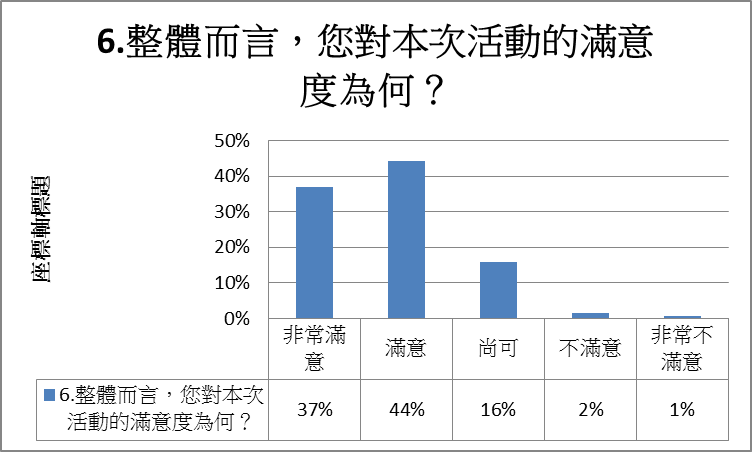 6.整體而言，您對本次活動的滿意
度為何？
座標軸標題
50%
40%
30%
20%
10%
0%
非常滿
意
滿意
尚可
不滿意
非常不
滿意
6.整體而言，您對本次
活動的滿意度為何？
37%
44%
16%
2%
1%